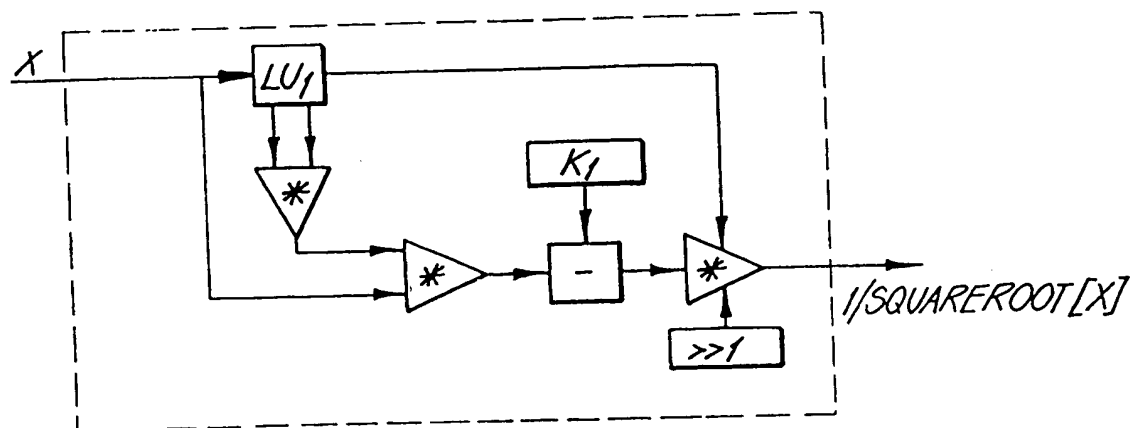 X
LU1
*
K1
*
-
*
>>1
1/SQUAREROOT[X]